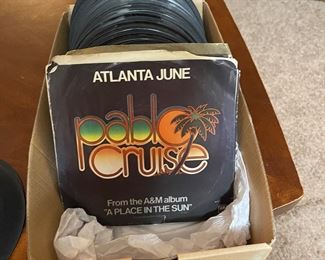 ATLANTA JUNE
pablo
cruise
From the A&M album
"A PLACE IN THE SUN"